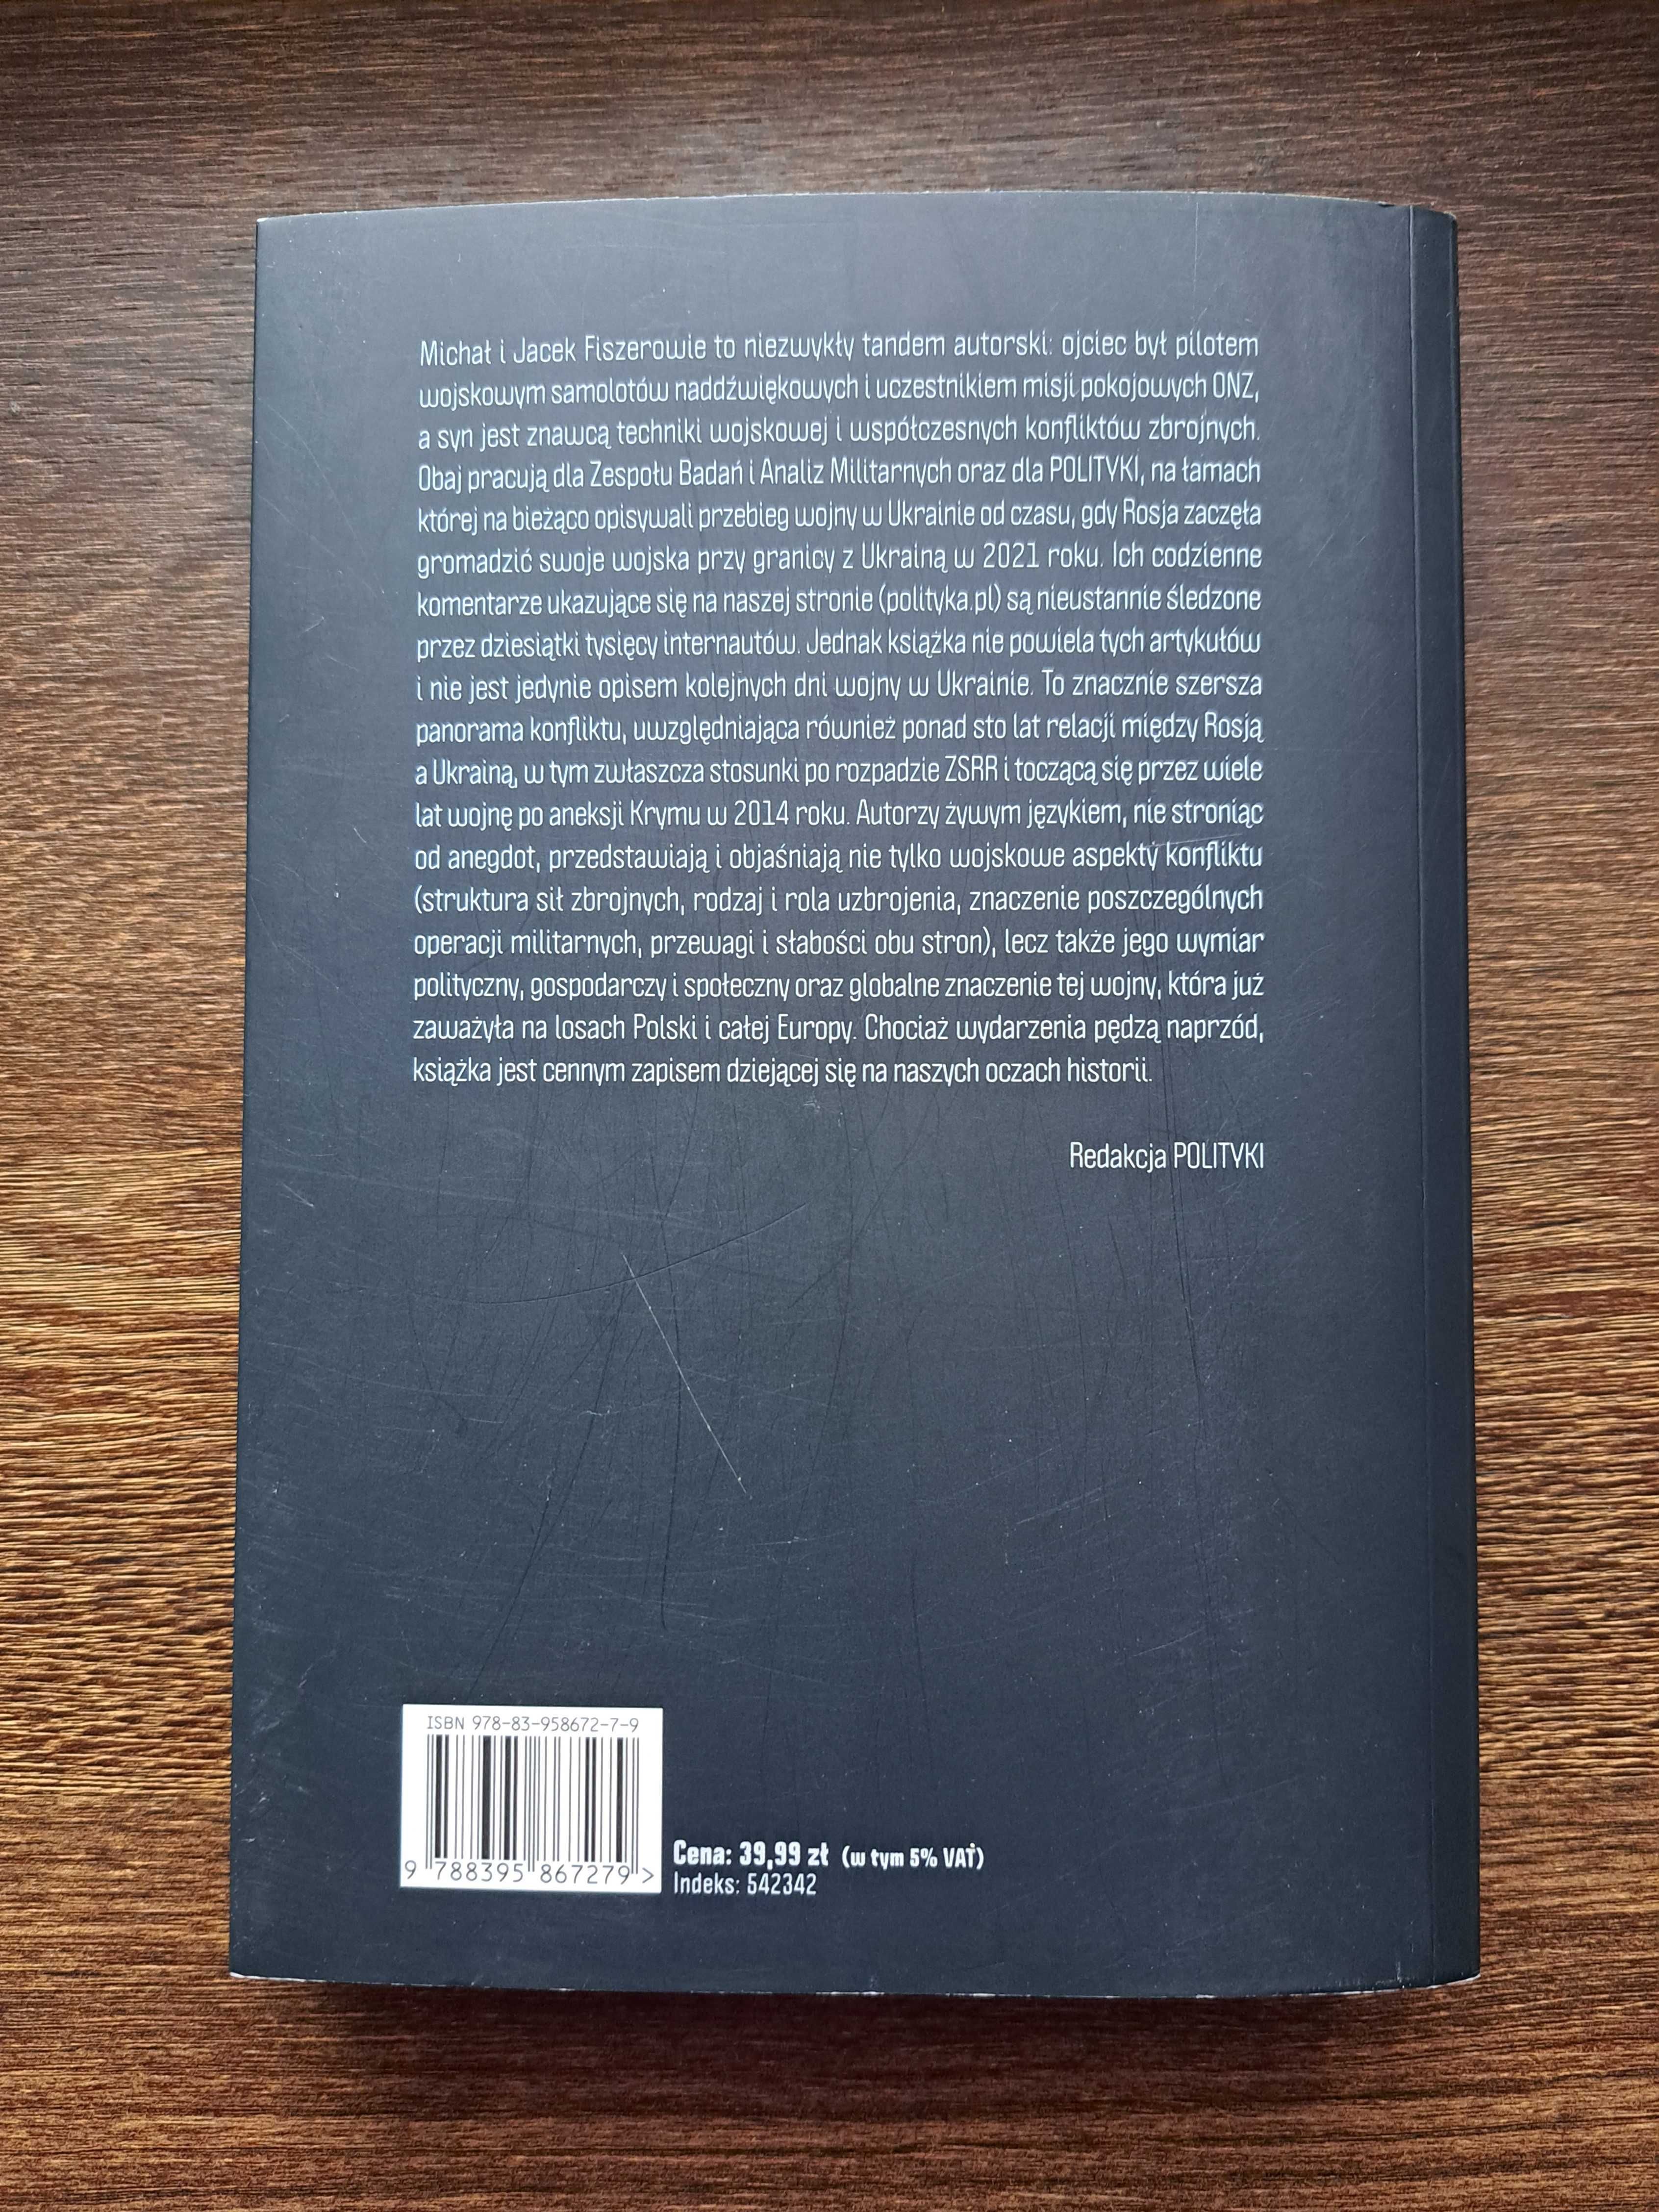 Michał i Jacek Fiszerowie to niezwykły tandem autorski: ojciec był pilotem
wojskowym samolotów naddźwiękowych i uczestnikiem misji pokojowych ONZ,
a syn jest znawcą techniki wojskowej i współczesnych konfliktów zbrojnych.
Obaj pracują dla Zespołu Badań i Analiz Militarnych oraz dla POLITYKI, na łamach
której na bieżąco opisywali przebieg wojny w Ukrainie od czasu, gdy Rosja zaczęła
gromadzić swoje wojska przy granicy z Ukrainą w 2021 roku. Ich codzienne
komentarze ukazujące się na naszej stronie (polityka.pl) są nieustannie śledzone
przez dziesiątki tysięcy internautów. Jednak książka nie powiela tych artykułów
i nie jest jedynie opisem kolejnych dni wojny w Ukrainie. To znacznie szersza
panorama konfliktu, uwzględniająca również ponad sto lat relacji między Rosją
a Ukrainą, w tym zwłaszcza stosunki po rozpadzie ZSRR i toczącą się przez wiele
lat wojnę po aneksji Krymu w 2014 roku. Autorzy żywym językiem, nie stroniąc
od anegdot, przedstawiają i objaśniają nie tylko wojskowe aspekty konfliktu
(struktura sił zbrojnych, rodzaj i rola uzbrojenia, znaczenie poszczególnych
operacji militarnych, przewagi i słabości obu stron), lecz także jego wymiar
polityczny, gospodarczy i społeczny oraz globalne znaczenie tej wojny, która już
zaważyła na losach Polski i całej Europy. Chociaż wydarzenia pędzą naprzód,
książka jest cennym zapisem dziejącej się na naszych oczach historii.
Redakcja POLITYKI
ISBN 978-83-958672-7-9
9 788395 867279 >
Cena: 39,99 zł (w tym 5% VAT)
Indeks: 542342